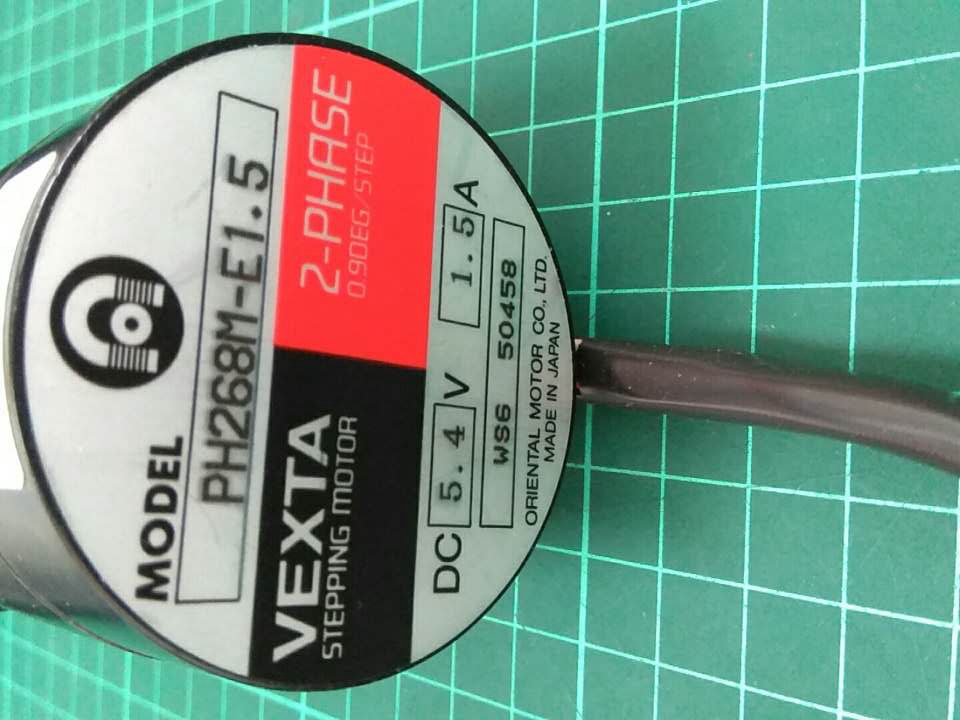 MODEL
PH268M-E1.5
VEXTA
STEPPING MOTOR
2-PHASE
0.9DEG/STEP
DC 5.4 V 1.5 A
WS6 50458
ORIENTAL MOTOR CO., LTD.
MADE IN JAPAN